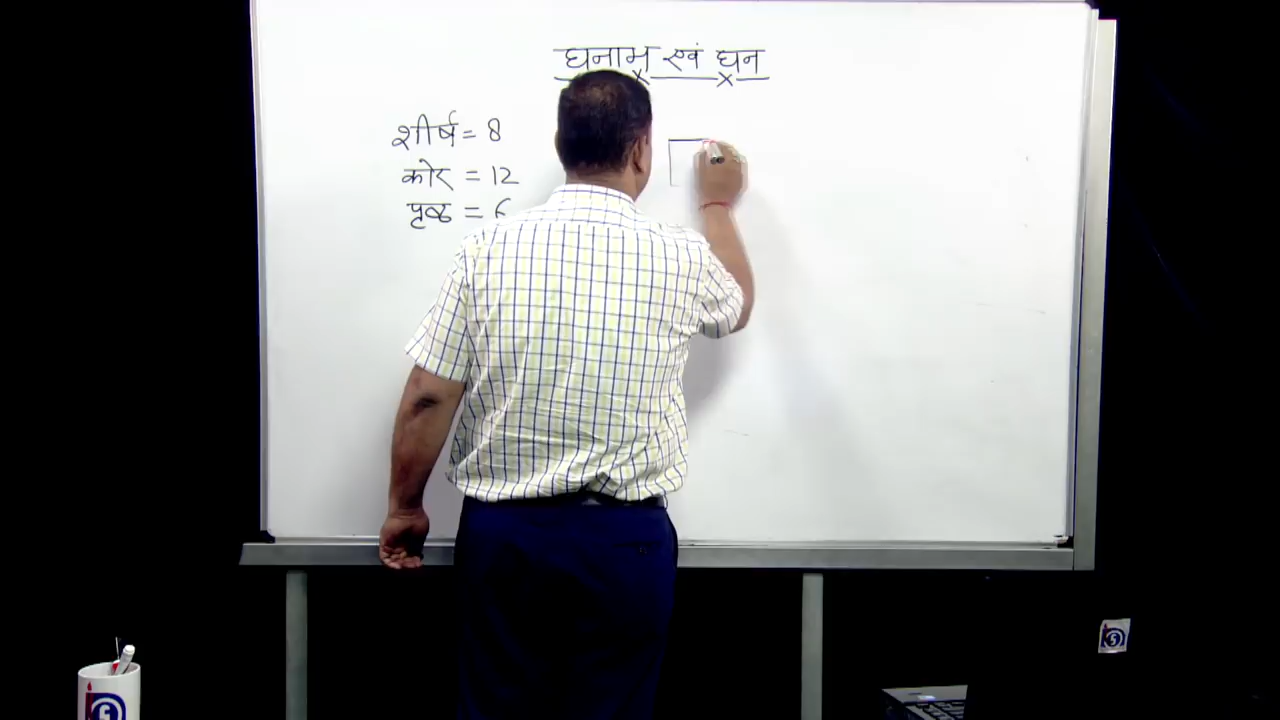 घनाभ एवं घन
शीर्ष = 8
कोर = 12
पृष्ठ = 6